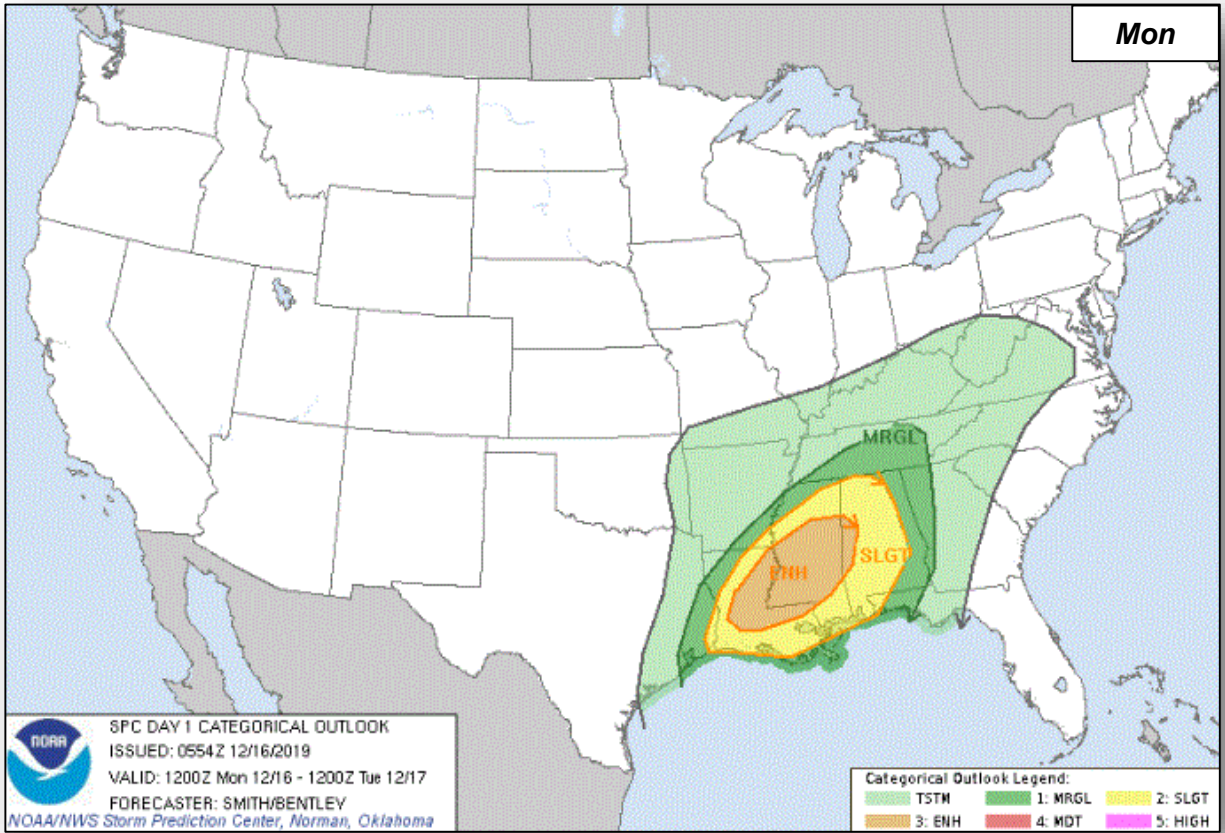 Mon
MRGL
SLGT
ENH
NOAA
SPC DAY 1 CATEGORICAL OUTLOOK
ISSUED: 0554Z 12/16/2019
VALID: 1200Z Mon 12/16 - 1200Z Tue 12/17
FORECASTER: SMITH/BENTLEY
NOAA/NWS Storm Prediction Center, Norman, Oklahoma
Categorical Outlook Legend:
TSTM 1: MRGL 2: SLGT
3: ENH 4: MDT 5: HIGH